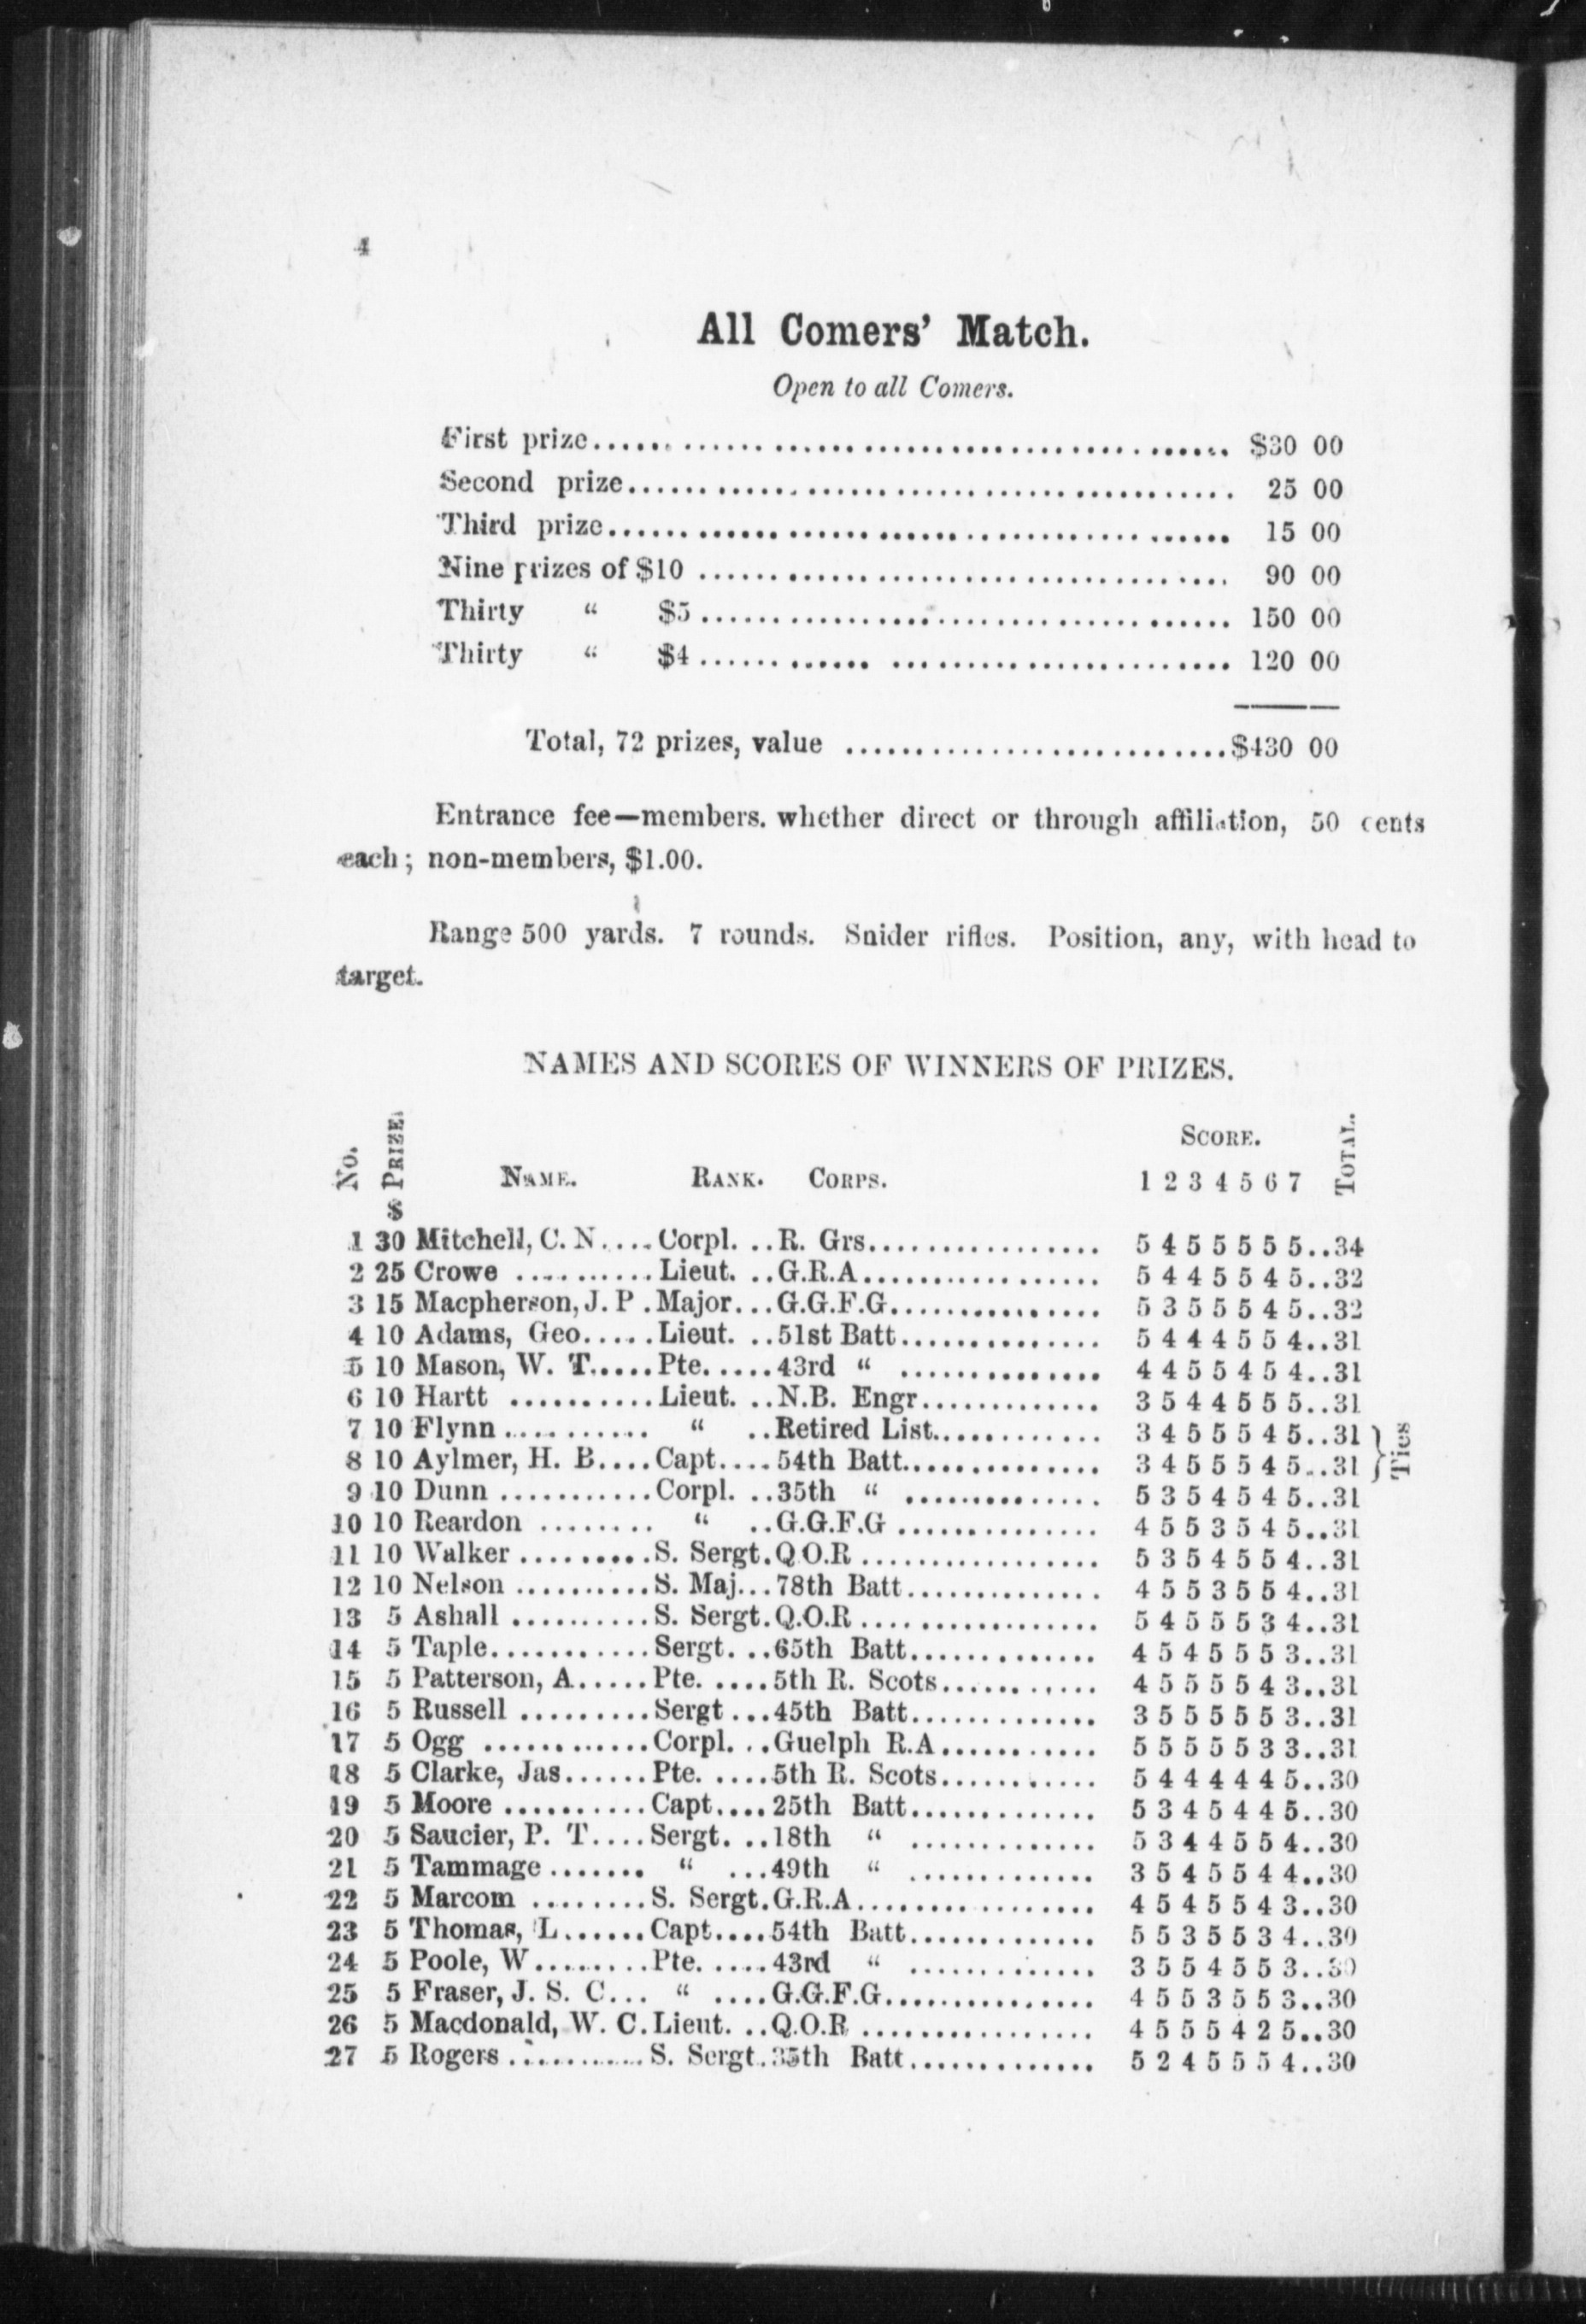 4
All Comers' Match.
Open to all Comers.
First prize........................................................ $30 00
Second prize........................................................ 25 00
Third prize........................................................ 15 00
Nine prizes of $10 ................................................ 90 00
Thirty “ $5................................................ 150 00
Thirty “ $4................................................ 120 00
Total, 72 prizes, value ............................$430 00
Entrance fee—members. whether direct or through affiliation, 50 cents
each; non-members, $1.00.
Range 500 yards. 7 rounds. Snider rifles. Position, any, with head to
target.
NAMES AND SCORES OF WINNERS OF PRIZES.
No. $ PRIZE. NAME. RANK. CORPS. SCORE. 1 2 3 4 5 6 7 TOTAL.
1 30 Mitchell, C. N.....Corpl. ..R. Grs................. 5 4 5 5 5 5 5..34
2 25 Crowe ..........Lieut. ..G.R.A................. 5 4 4 5 5 4 5..32
3 15 Macpherson, J. P .Major...G.G.F.G................ 5 3 5 5 5 4 5..32
4 10 Adams, Geo.....Lieut. ..51st Batt.............. 5 4 4 4 5 5 4..31
5 10 Mason, W. T.....Pte.....43rd “ .............. 4 4 5 5 4 5 4..31
6 10 Hartt ..........Lieut. ..N.B. Engr............. 3 5 4 4 5 5 5..31
7 10 Flynn........... “ ..Retired List............ 3 4 5 5 5 4 5..31 } Ties
8 10 Aylmer, H. B....Capt....54th Batt............... 3 4 5 5 5 4 5..31
9 10 Dunn ...........Corpl. ..35th “ .............. 5 3 5 4 5 4 5..31
10 10 Reardon ........ “ ..G.G.F.G .............. 4 5 5 3 5 4 5..31
11 10 Walker .........S. Sergt.Q.O.R ................. 5 3 5 4 5 5 4..31
12 10 Nelson ..........S. Maj...78th Batt.............. 4 5 5 3 5 5 4..31
13 5 Ashall ..........S. Sergt.Q.O.R ................. 5 4 5 5 5 3 4..31
14 5 Taple............Sergt. ..65th Batt.............. 4 5 4 5 5 5 3..31
15 5 Patterson, A.....Pte. ....5th R. Scots........... 4 5 5 5 5 4 3..31
16 5 Russell .........Sergt ...45th Batt............. 3 5 5 5 5 5 3..31
17 5 Ogg ............Corpl. ..Guelph R.A........... 5 5 5 5 5 3 3..31
18 5 Clarke, Jas......Pte. ....5th R. Scots........... 5 4 4 4 4 4 5..30
19 5 Moore ..........Capt....25th Batt............. 5 3 4 5 4 4 5..30
20 5 Saucier, P. T....Sergt. ..18th “ ............. 5 3 4 4 5 5 4..30
21 5 Tammage....... “ ...49th “ ............. 3 5 4 5 5 4 4..30
22 5 Marcom ........S. Sergt.G.R.A................. 4 5 4 5 5 4 3..30
23 5 Thomas, L......Capt....54th Batt............. 5 5 3 5 5 3 4..30
24 5 Poole, W........Pte. ....43rd “ ............. 3 5 5 4 5 5 3..30
25 5 Fraser, J. S. C... “ ....G.G.F.G................ 4 5 5 3 5 5 3..30
26 5 Macdonald, W. C.Lieut. ..Q.O.R ................ 4 5 5 5 4 2 5..30
27 5 Rogers ..........S. Sergt.35th Batt............. 5 2 4 5 5 5 4..30